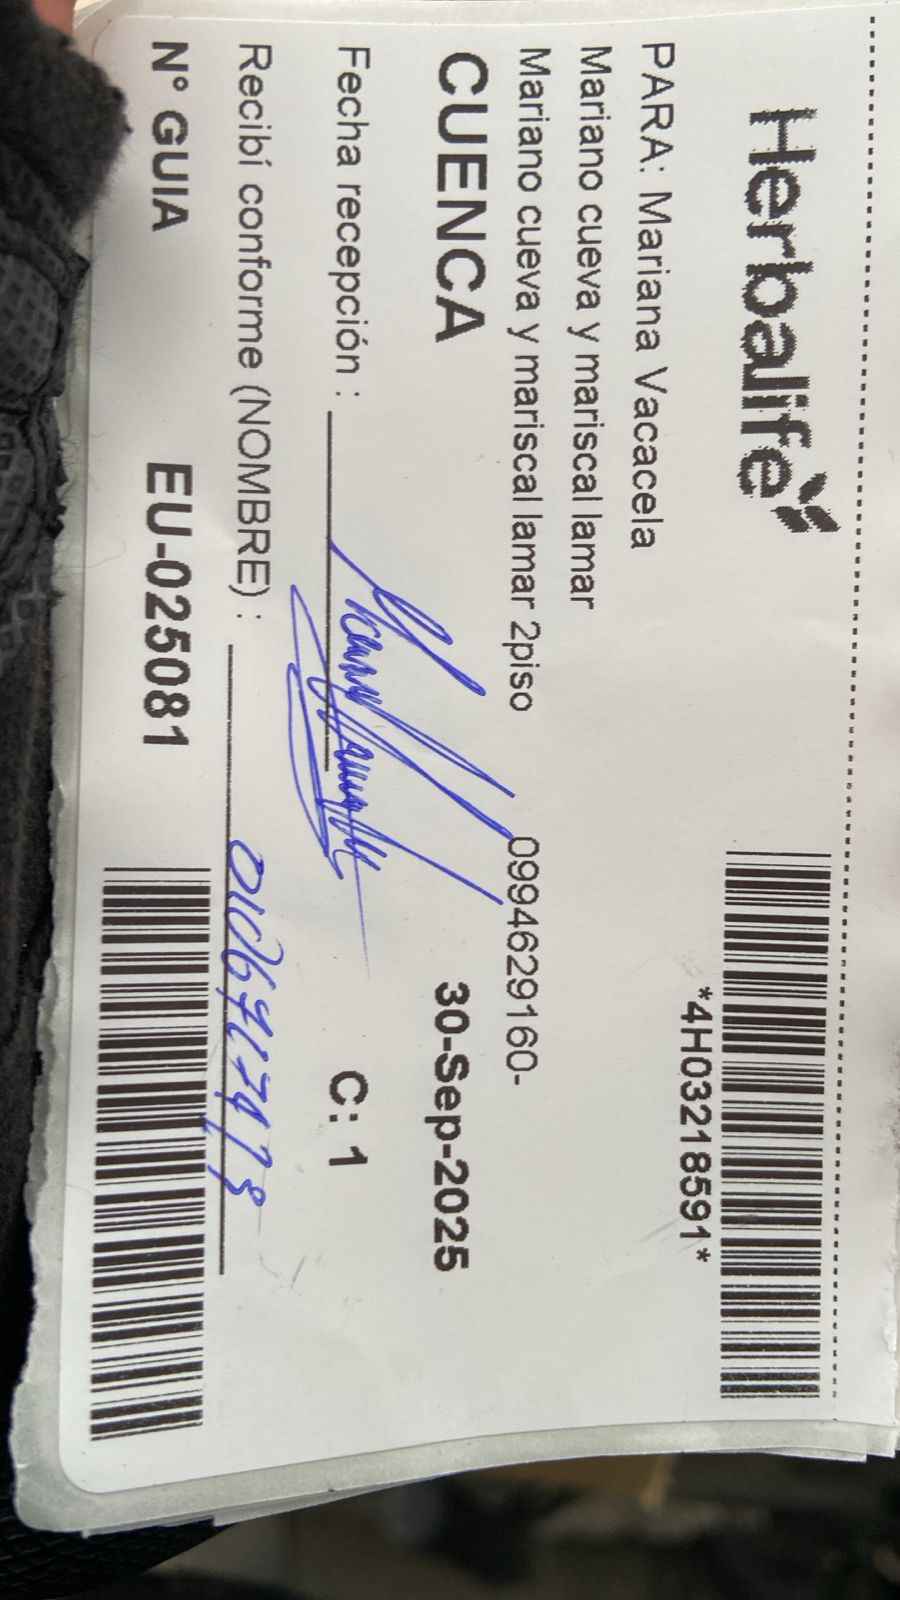 Herbalife
*4H03218591*
PARA: Mariana Vacacela
Mariano cueva y mariscal lamar
Mariano cueva y mariscal lamar 2piso 0994629160-
CUENCA 30-Sep-2025
Fecha recepción : C: 1
Recibí conforme (NOMBRE) :
N° GUIA EU-025081